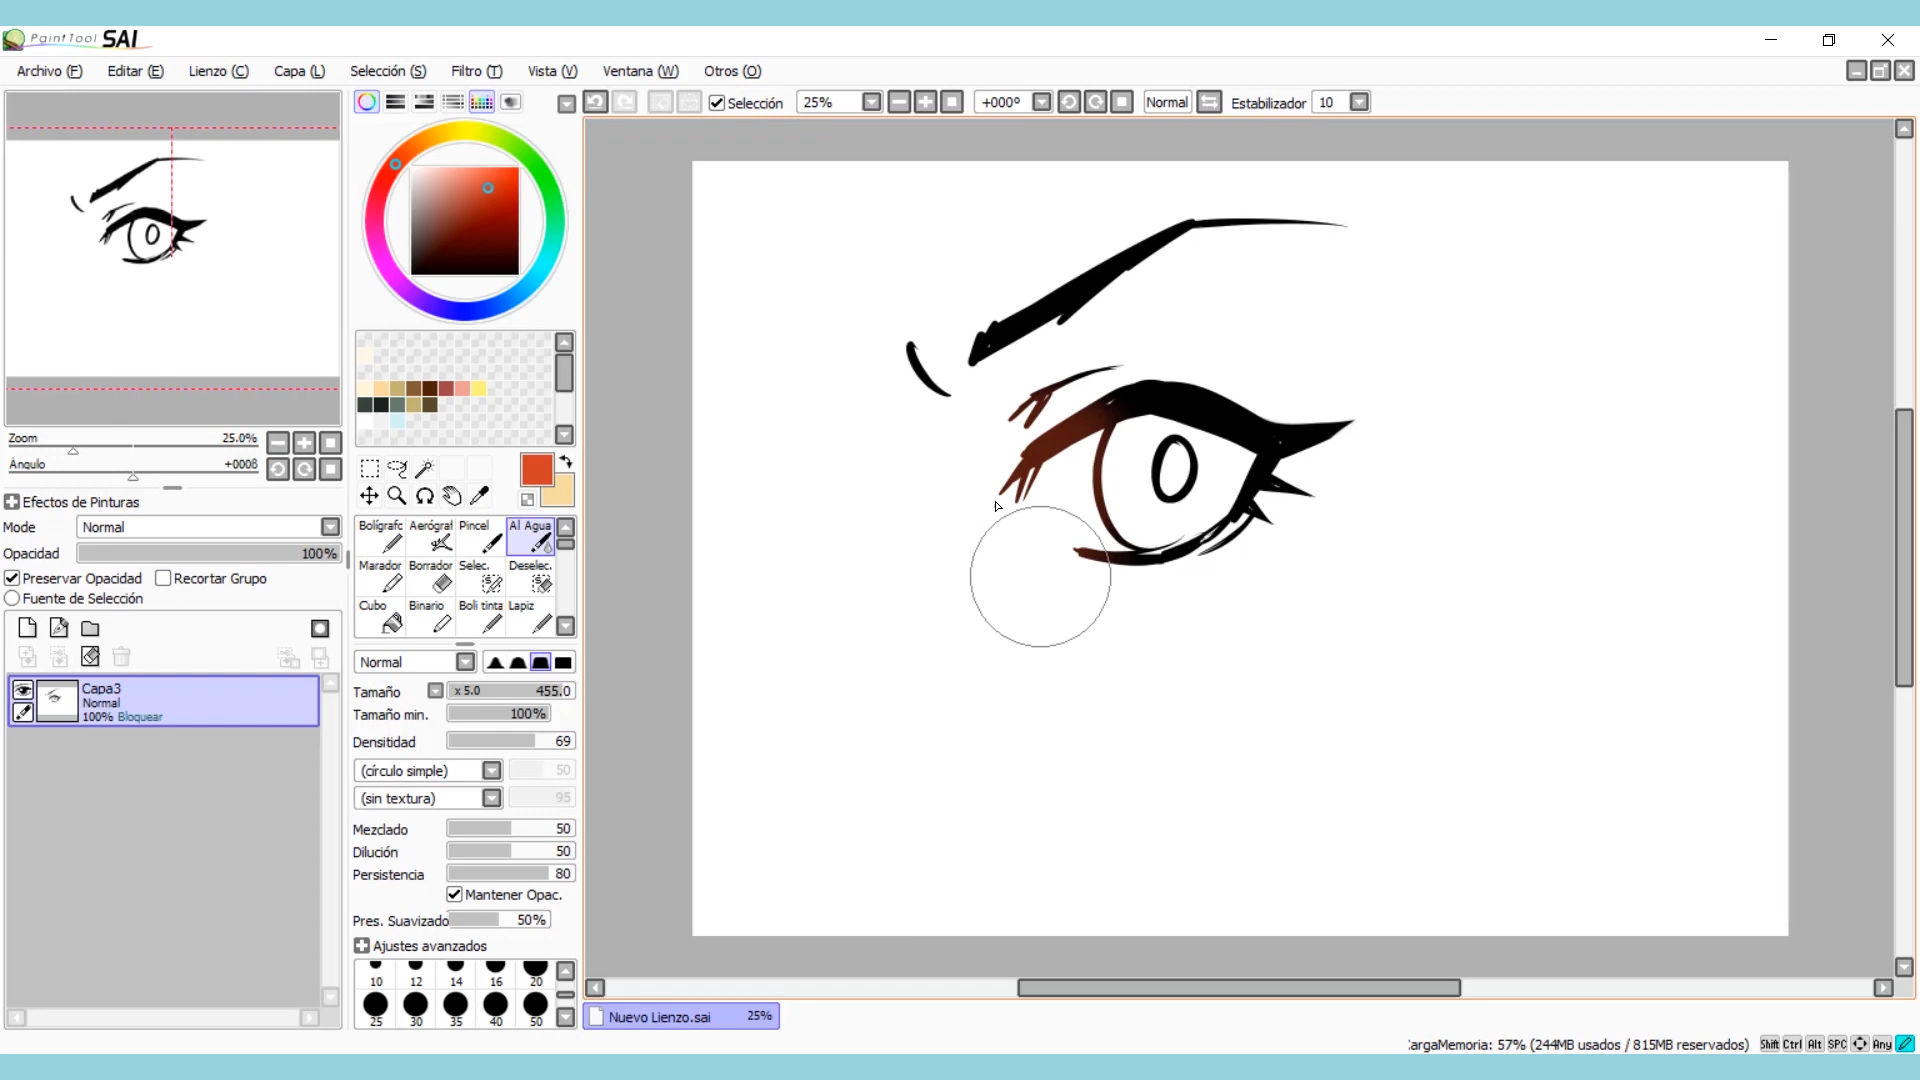 PaintTool SAI
Archivo (F) Editar (E) Lienzo (C) Capa (L) Selección (S) Filtro (T) Vista (V) Ventana (W) Otros (O)
Selección 25% +000º Normal Estabilizador 10
Zoom 25.0%
Ángulo +000º
Efectos de Pinturas
Mode Normal
Opacidad 100%
Preservar Opacidad Recortar Grupo
Fuente de Selección
Capa3
Normal
100% Bloquear
Bolígrafc Aerógraf Pincel Al Agua
Marador Borrador Selec. Deselec.
Cubo Binario Boli tinta Lapiz
Normal
Tamaño x 5.0 455.0
Tamaño min. 100%
Densitidad 69
(círculo simple) 50
(sin textura) 95
Mezclado 50
Dilución 50
Persistencia 80
Mantener Opac.
Pres. Suavizado 50%
Ajustes avanzados
10 12 14 16 20
25 30 35 40 50
Nuevo Lienzo.sai 25%
argaMemoria: 57% (244MB usados / 815MB reservados) Shift Ctrl Alt SPC Any